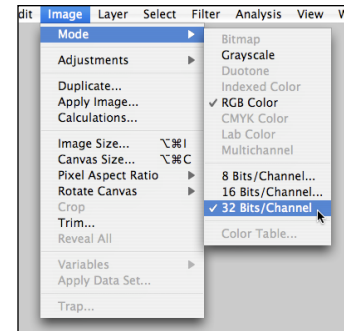 dit Image Layer Select Filter Analysis View
Mode
Adjustments
Duplicate...
Apply Image...
Calculations...
Image Size... ⌥⌘I
Canvas Size... ⌥⌘C
Pixel Aspect Ratio
Rotate Canvas
Crop
Trim...
Reveal All
Variables
Apply Data Set...
Trap...
Bitmap
Grayscale
Duotone
Indexed Color
✓ RGB Color
CMYK Color
Lab Color
Multichannel
8 Bits/Channel...
16 Bits/Channel...
✓ 32 Bits/Channel
Color Table...